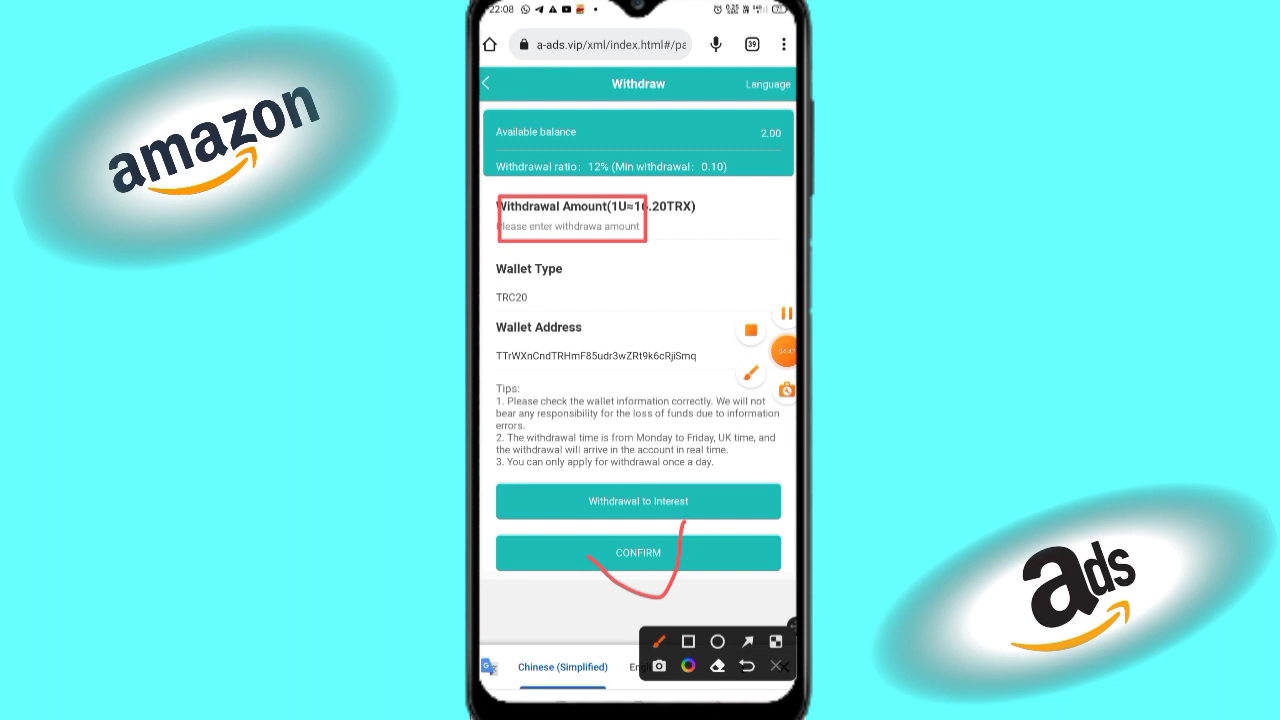 amazon
22:08
a-ads.vip/xml/index.html#/pa
39
Withdraw
Language
Available balance
2.00
Withdrawal ratio: 12% (Min withdrawal: 0.10)
Withdrawal Amount(1U≈16.20TRX)
Please enter withdrawa amount
Wallet Type
TRC20
Wallet Address
TTrWXnCndTRHmF85udr3wZRt9k6cRjiSmq
04:47
Tips:
1. Please check the wallet information correctly. We will not
bear any responsibility for the loss of funds due to information
errors.
2. The withdrawal time is from Monday to Friday, UK time, and
the withdrawal will arrive in the account in real time.
3. You can only apply for withdrawal once a day.
Withdrawal to Interest
CONFIRM
Chinese (Simplified)
ads